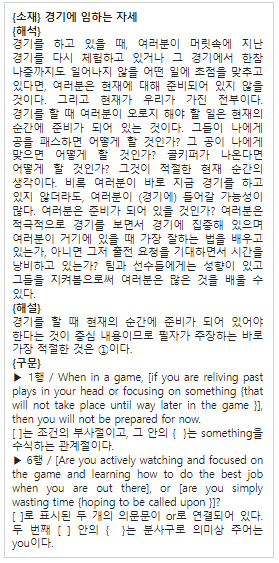 {소재} 경기에 임하는 자세
{해석}
경기를 하고 있을 때, 여러분이 머릿속에 지난
경기를 다시 체험하고 있거나 그 경기에서 한참
나중까지도 일어나지 않을 어떤 일에 초점을 맞추고
있다면, 여러분은 현재에 대해 준비되어 있지 않을
것이다. 그리고 현재가 우리가 가진 전부이다.
경기를 할 때 여러분이 오로지 해야 할 일은 현재의
순간에 준비가 되어 있는 것이다. 그들이 나에게
공을 패스하면 어떻게 할 것인가? 그 공이 나에게
맞으면 어떻게 할 것인가? 골키퍼가 나온다면
어떻게 할 것인가? 그것이 적절한 현재 순간의
생각이다. 비록 여러분이 바로 지금 경기를 하고
있지 않더라도, 여러분이 (경기에) 들어갈 가능성이
많다. 여러분은 준비가 되어 있을 것인가? 여러분은
적극적으로 경기를 보면서 경기에 집중해 있으며
여러분이 거기에 있을 때 가장 잘하는 법을 배우고
있는가, 아니면 그저 출전 요청을 기대하면서 시간을
낭비하고 있는가? 팀과 선수들에게는 성향이 있고
그들을 지켜봄으로써 여러분은 많은 것을 배울 수
있다.
{해설}
경기를 할 때 현재의 순간에 준비가 되어 있어야
한다는 것이 중심 내용이므로 필자가 주장하는 바로
가장 적절한 것은 ①이다.
{구문}
▶ 1행 / When in a game, [if you are reliving past
plays in your head or focusing on something {that
will not take place until way later in the game }],
then you will not be prepared for now.
[ ]는 조건의 부사절이고, 그 안의 { }는 something을
수식하는 관계절이다.
▶ 6행 / [Are you actively watching and focused on
the game and learning how to do the best job
when you are out there], or [are you simply
wasting time {hoping to be called upon }]?
[ ]로 표시된 두 개의 의문문이 or로 연결되어 있다.
두 번째 [ ] 안의 { }는 분사구로 의미상 주어는
you이다.